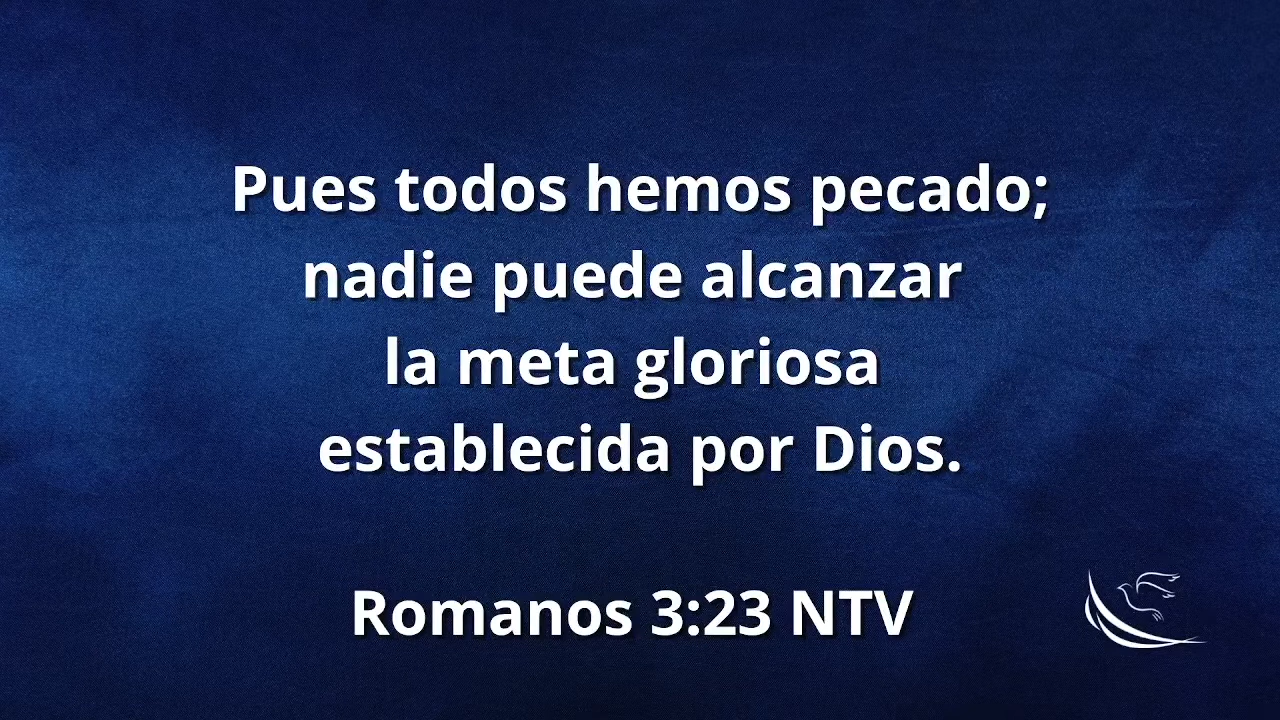 Pues todos hemos pecado;
nadie puede alcanzar
la meta gloriosa
establecida por Dios.
Romanos 3:23 NTV